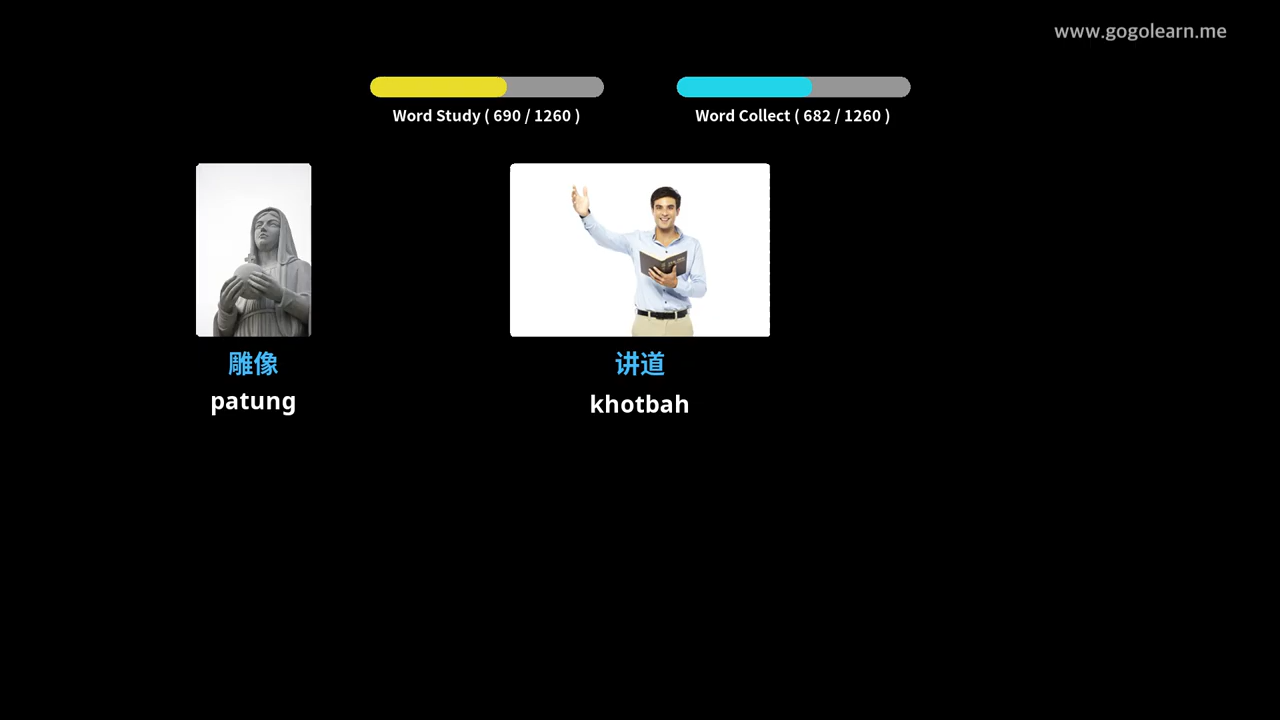 www.gogolearn.me
Word Study ( 690 / 1260 )
Word Collect ( 682 / 1260 )
雕像
讲道
patung
khotbah